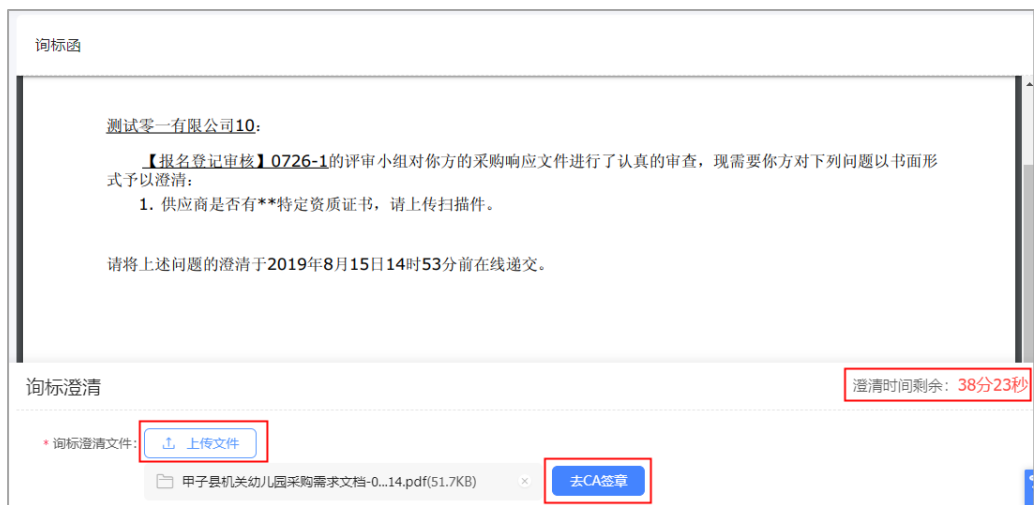 询标函
测试零一有限公司10：
【报名登记审核】0726-1的评审小组对你方的采购响应文件进行了认真的审查，现需要你方对下列问题以书面形
式予以澄清：
1. 供应商是否有**特定资质证书，请上传扫描件。
请将上述问题的澄清于2019年8月15日14时53分前在线递交。
询标澄清
澄清时间剩余：38分23秒
* 询标澄清文件： 上传文件
甲子县机关幼儿园采购需求文档-0...14.pdf(51.7KB) 去CA签章